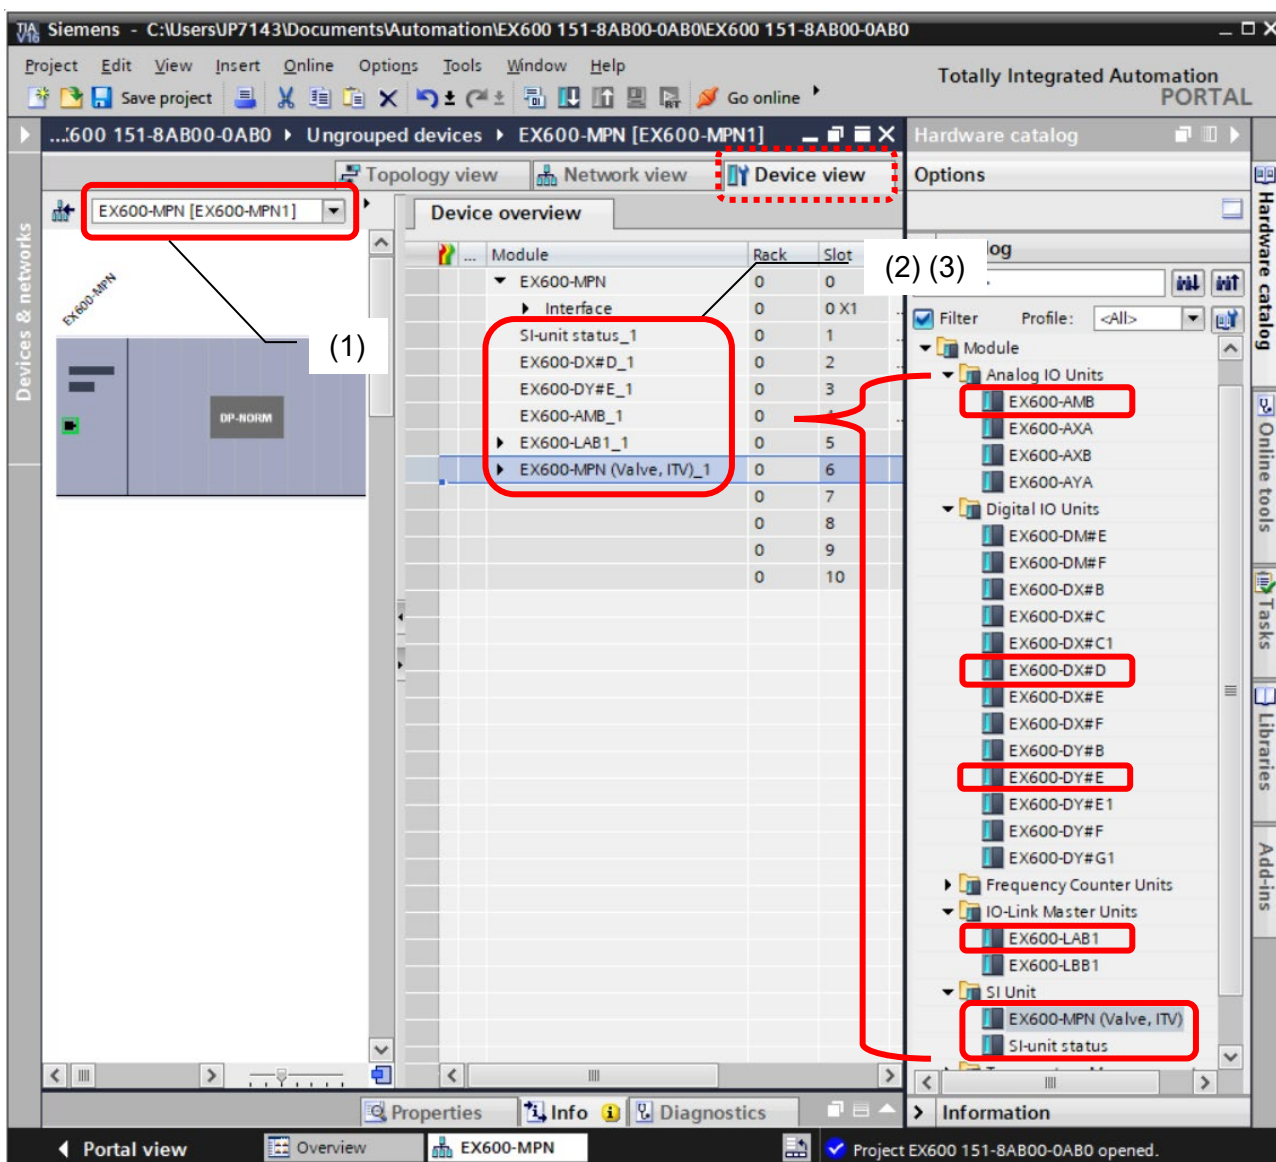 TIA V16 Siemens - C:\Users\JP7143\Documents\Automation\EX600 151-8AB00-0AB0\EX600 151-8AB00-0AB0
Project Edit View Insert Online Options Tools Window Help
Totally Integrated Automation
PORTAL
Save project
Go online
...:600 151-8AB00-0AB0 Ungrouped devices EX600-MPN [EX600-MPN1]
Topology view Network view Device view
Devices & networks
EX600-MPN [EX600-MPN1]
(1)
EX600-MPN
DP-NORM
Device overview
... Module Rack Slot
(2) (3)
EX600-MPN 0 0
Interface 0 0 X1
SI-unit status_1 0 1
EX600-DX#D_1 0 2
EX600-DY#E_1 0 3
EX600-AMB_1 0
EX600-LAB1_1 0 5
EX600-MPN (Valve, ITV)_1 0 6
0 7
0 8
0 9
0 10
Hardware catalog
Options
og
Filter Profile: <All>
Module
Analog IO Units
EX600-AMB
EX600-AXA
EX600-AXB
EX600-AYA
Digital IO Units
EX600-DM#E
EX600-DM#F
EX600-DX#B
EX600-DX#C
EX600-DX#C1
EX600-DX#D
EX600-DX#E
EX600-DX#F
EX600-DY#B
EX600-DY#E
EX600-DY#E1
EX600-DY#F
EX600-DY#G1
Frequency Counter Units
IO-Link Master Units
EX600-LAB1
EX600-LBB1
SI Unit
EX600-MPN (Valve, ITV)
SI-unit status
Information
Hardware catalog
Online tools
Tasks
Libraries
Add-ins
Properties Info Diagnostics
Portal view Overview EX600-MPN Project EX600 151-8AB00-0AB0 opened.